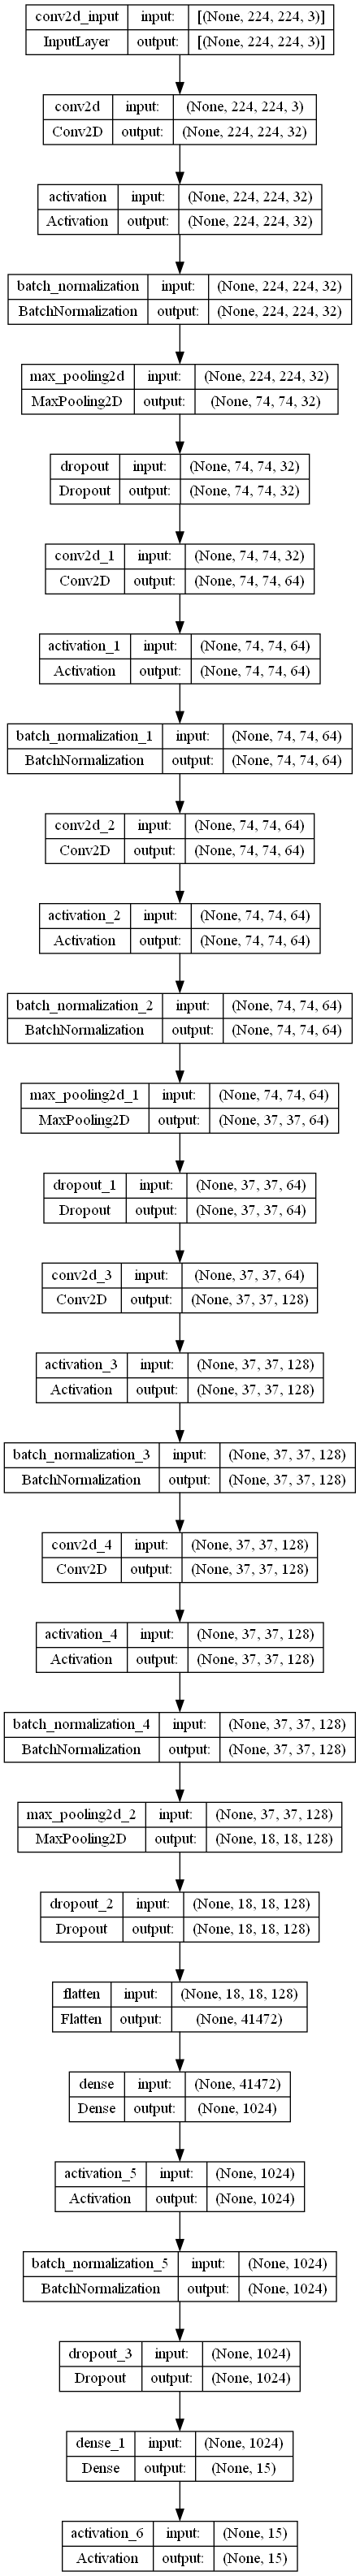 conv2d_input input: [(None, 224, 224, 3)]
InputLayer output: [(None, 224, 224, 3)]
conv2d input: (None, 224, 224, 3)
Conv2D output: (None, 224, 224, 32)
activation input: (None, 224, 224, 32)
Activation output: (None, 224, 224, 32)
batch_normalization input: (None, 224, 224, 32)
BatchNormalization output: (None, 224, 224, 32)
max_pooling2d input: (None, 224, 224, 32)
MaxPooling2D output: (None, 74, 74, 32)
dropout input: (None, 74, 74, 32)
Dropout output: (None, 74, 74, 32)
conv2d_1 input: (None, 74, 74, 32)
Conv2D output: (None, 74, 74, 64)
activation_1 input: (None, 74, 74, 64)
Activation output: (None, 74, 74, 64)
batch_normalization_1 input: (None, 74, 74, 64)
BatchNormalization output: (None, 74, 74, 64)
conv2d_2 input: (None, 74, 74, 64)
Conv2D output: (None, 74, 74, 64)
activation_2 input: (None, 74, 74, 64)
Activation output: (None, 74, 74, 64)
batch_normalization_2 input: (None, 74, 74, 64)
BatchNormalization output: (None, 74, 74, 64)
max_pooling2d_1 input: (None, 74, 74, 64)
MaxPooling2D output: (None, 37, 37, 64)
dropout_1 input: (None, 37, 37, 64)
Dropout output: (None, 37, 37, 64)
conv2d_3 input: (None, 37, 37, 64)
Conv2D output: (None, 37, 37, 128)
activation_3 input: (None, 37, 37, 128)
Activation output: (None, 37, 37, 128)
batch_normalization_3 input: (None, 37, 37, 128)
BatchNormalization output: (None, 37, 37, 128)
conv2d_4 input: (None, 37, 37, 128)
Conv2D output: (None, 37, 37, 128)
activation_4 input: (None, 37, 37, 128)
Activation output: (None, 37, 37, 128)
batch_normalization_4 input: (None, 37, 37, 128)
BatchNormalization output: (None, 37, 37, 128)
max_pooling2d_2 input: (None, 37, 37, 128)
MaxPooling2D output: (None, 18, 18, 128)
dropout_2 input: (None, 18, 18, 128)
Dropout output: (None, 18, 18, 128)
flatten input: (None, 18, 18, 128)
Flatten output: (None, 41472)
dense input: (None, 41472)
Dense output: (None, 1024)
activation_5 input: (None, 1024)
Activation output: (None, 1024)
batch_normalization_5 input: (None, 1024)
BatchNormalization output: (None, 1024)
dropout_3 input: (None, 1024)
Dropout output: (None, 1024)
dense_1 input: (None, 1024)
Dense output: (None, 15)
activation_6 input: (None, 15)
Activation output: (None, 15)